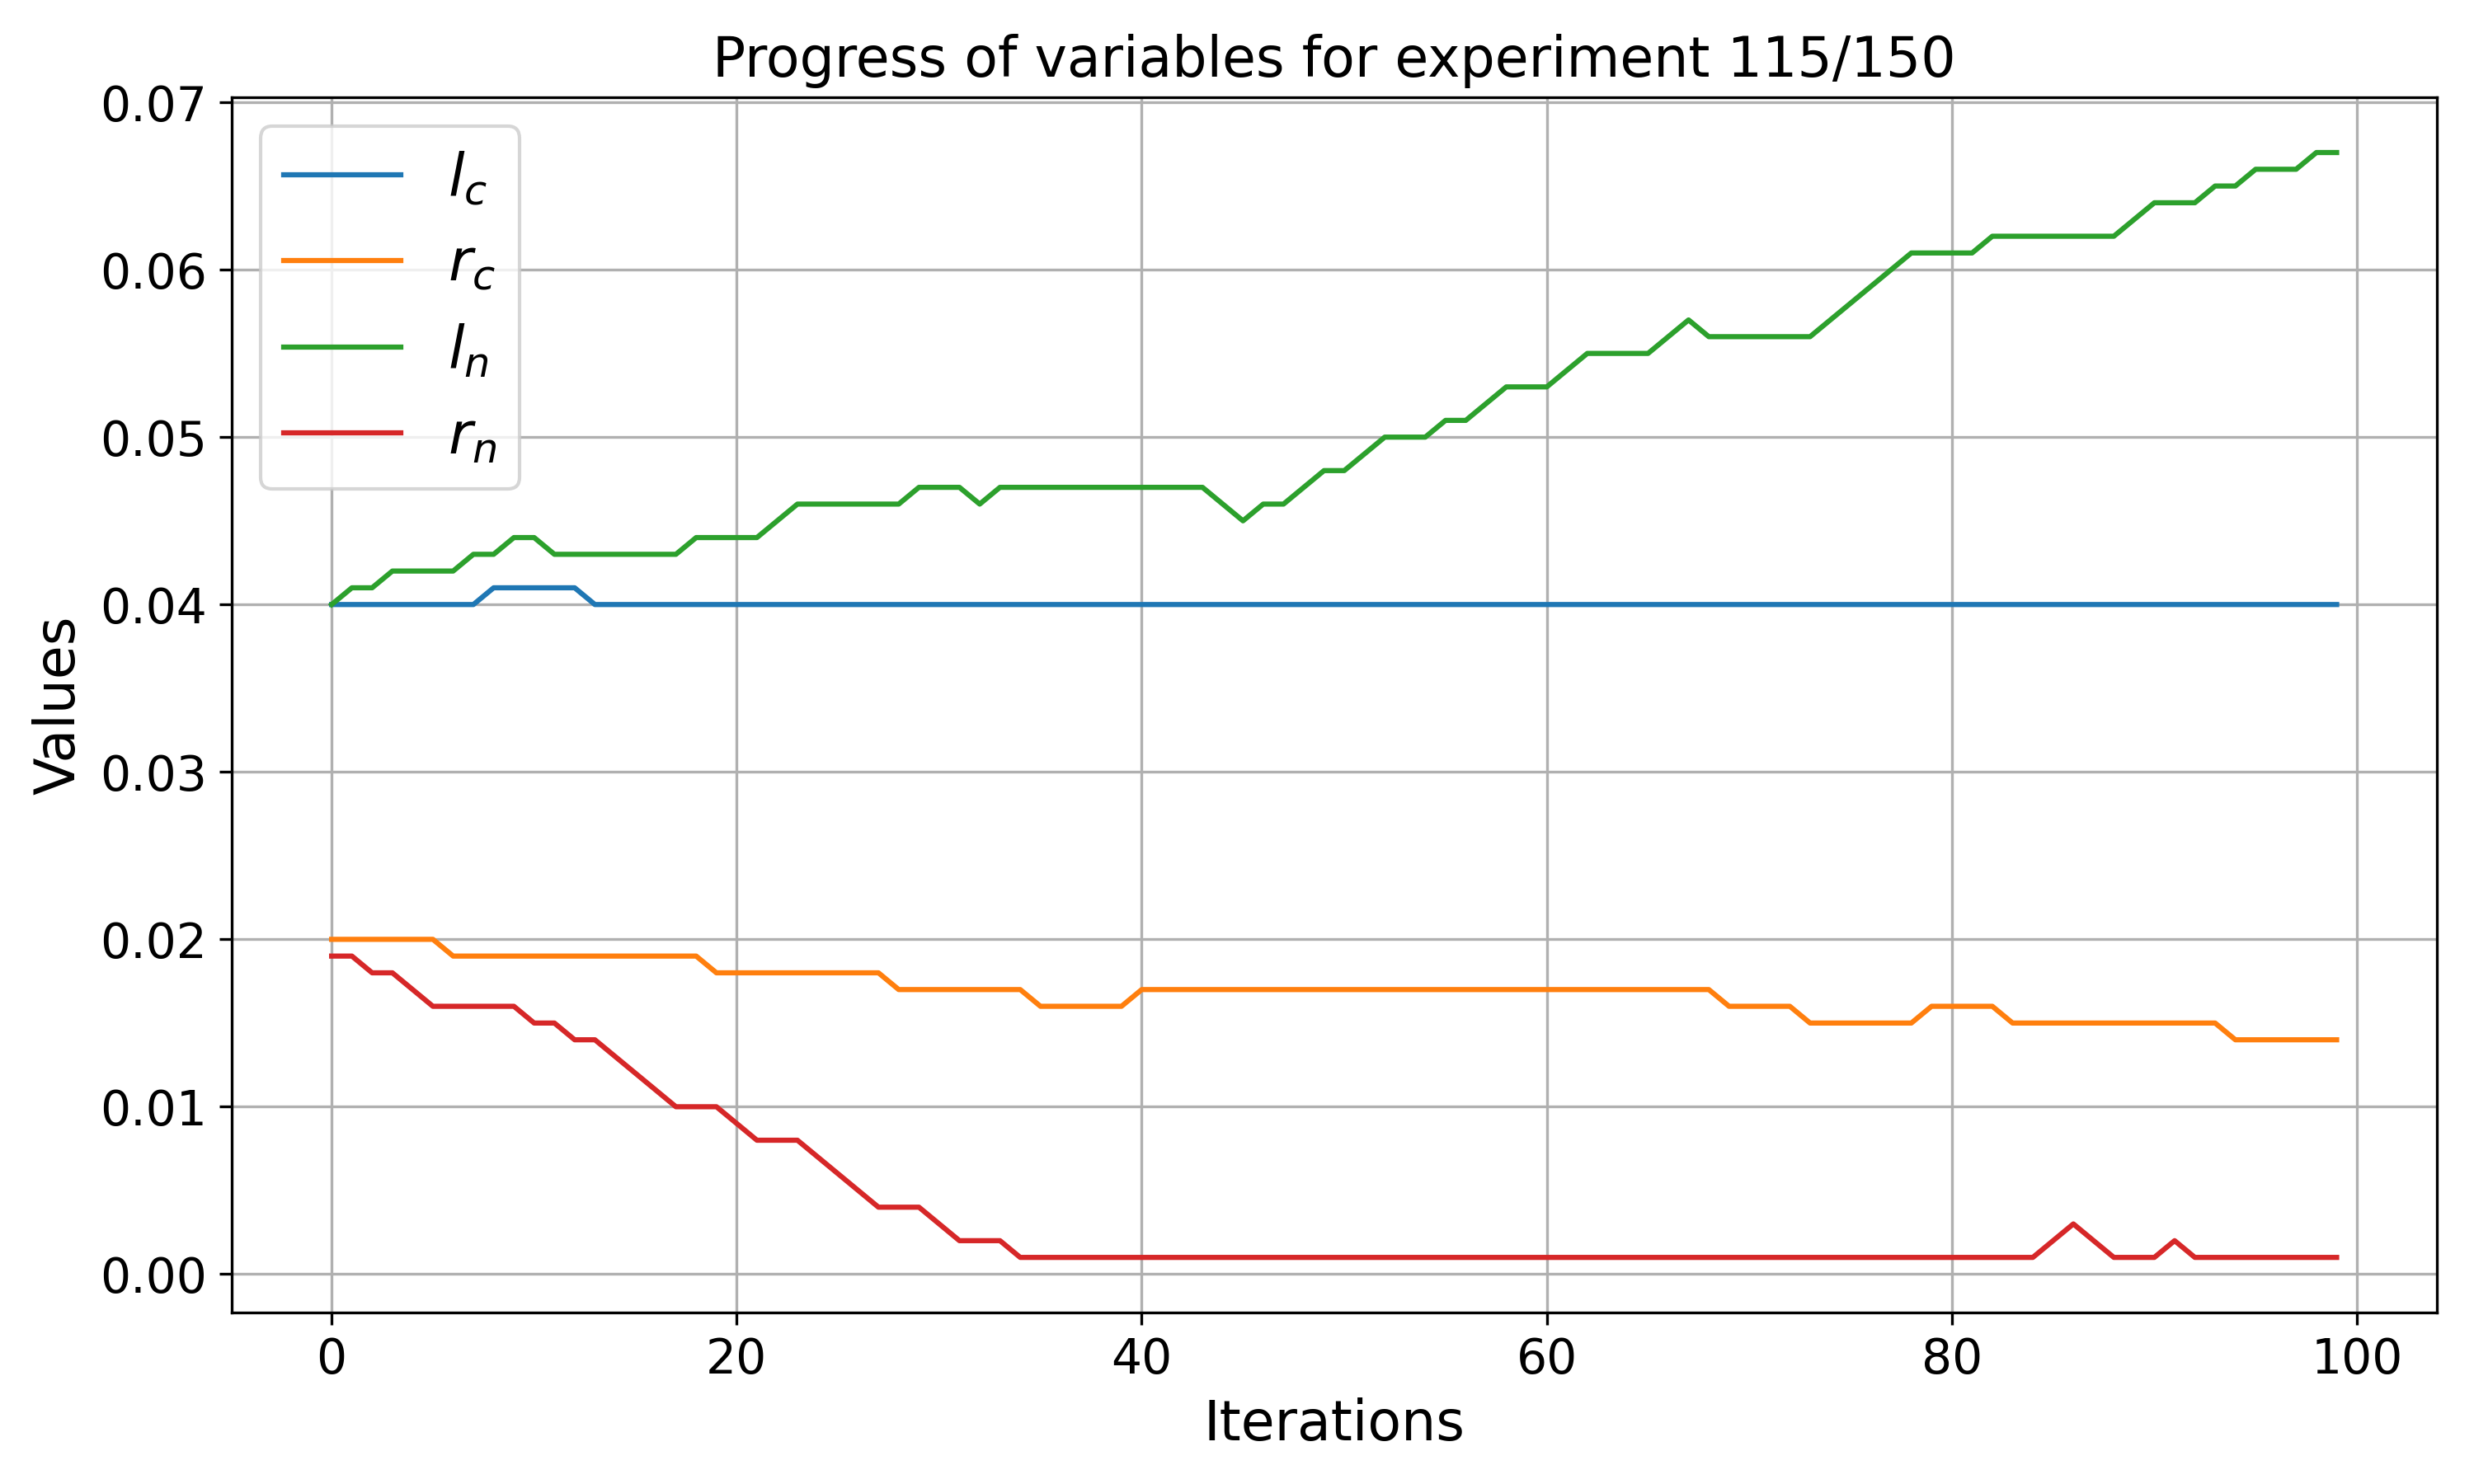 Progress of variables for experiment 115/150
l_c
r_c
l_n
r_n
Values
0.07
0.06
0.05
0.04
0.03
0.02
0.01
0.00
0 20 40 60 80 100
Iterations